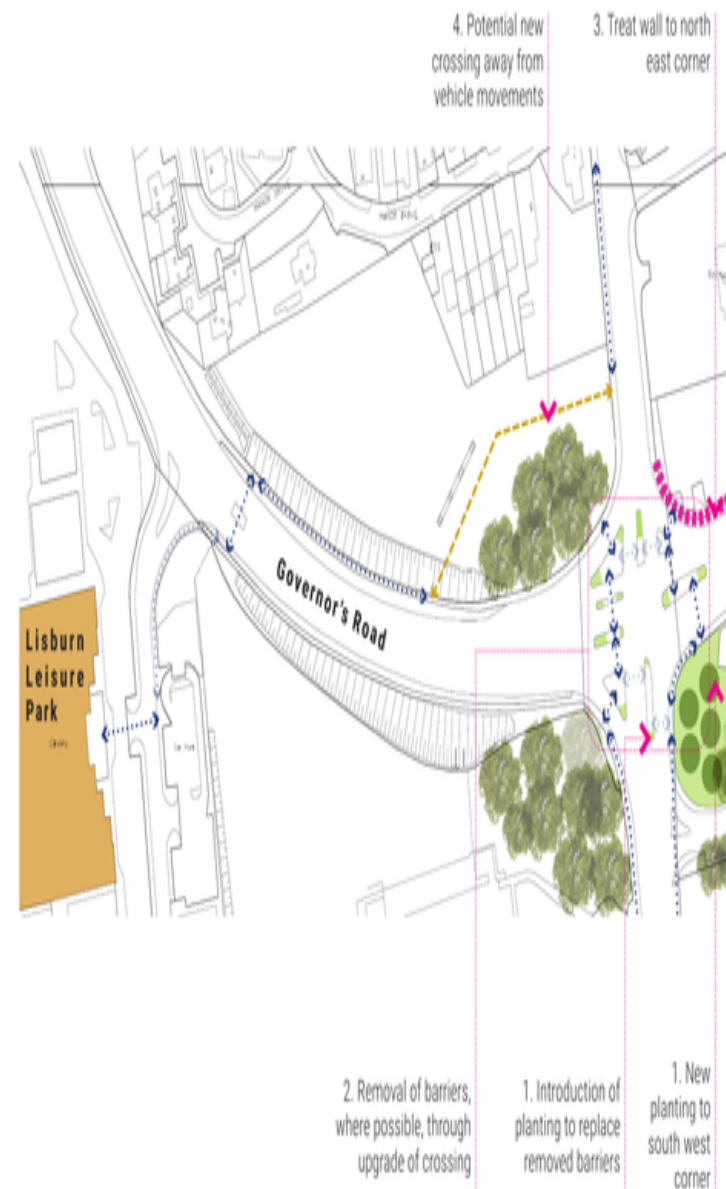 4. Potential new
crossing away from
vehicle movements
3. Treat wall to north
east corner
Governor's Road
Lisburn
Leisure
Park
2. Removal of barriers,
where possible, through
upgrade of crossing
1. Introduction of
planting to replace
removed barriers
1. New
planting to
south west
corner